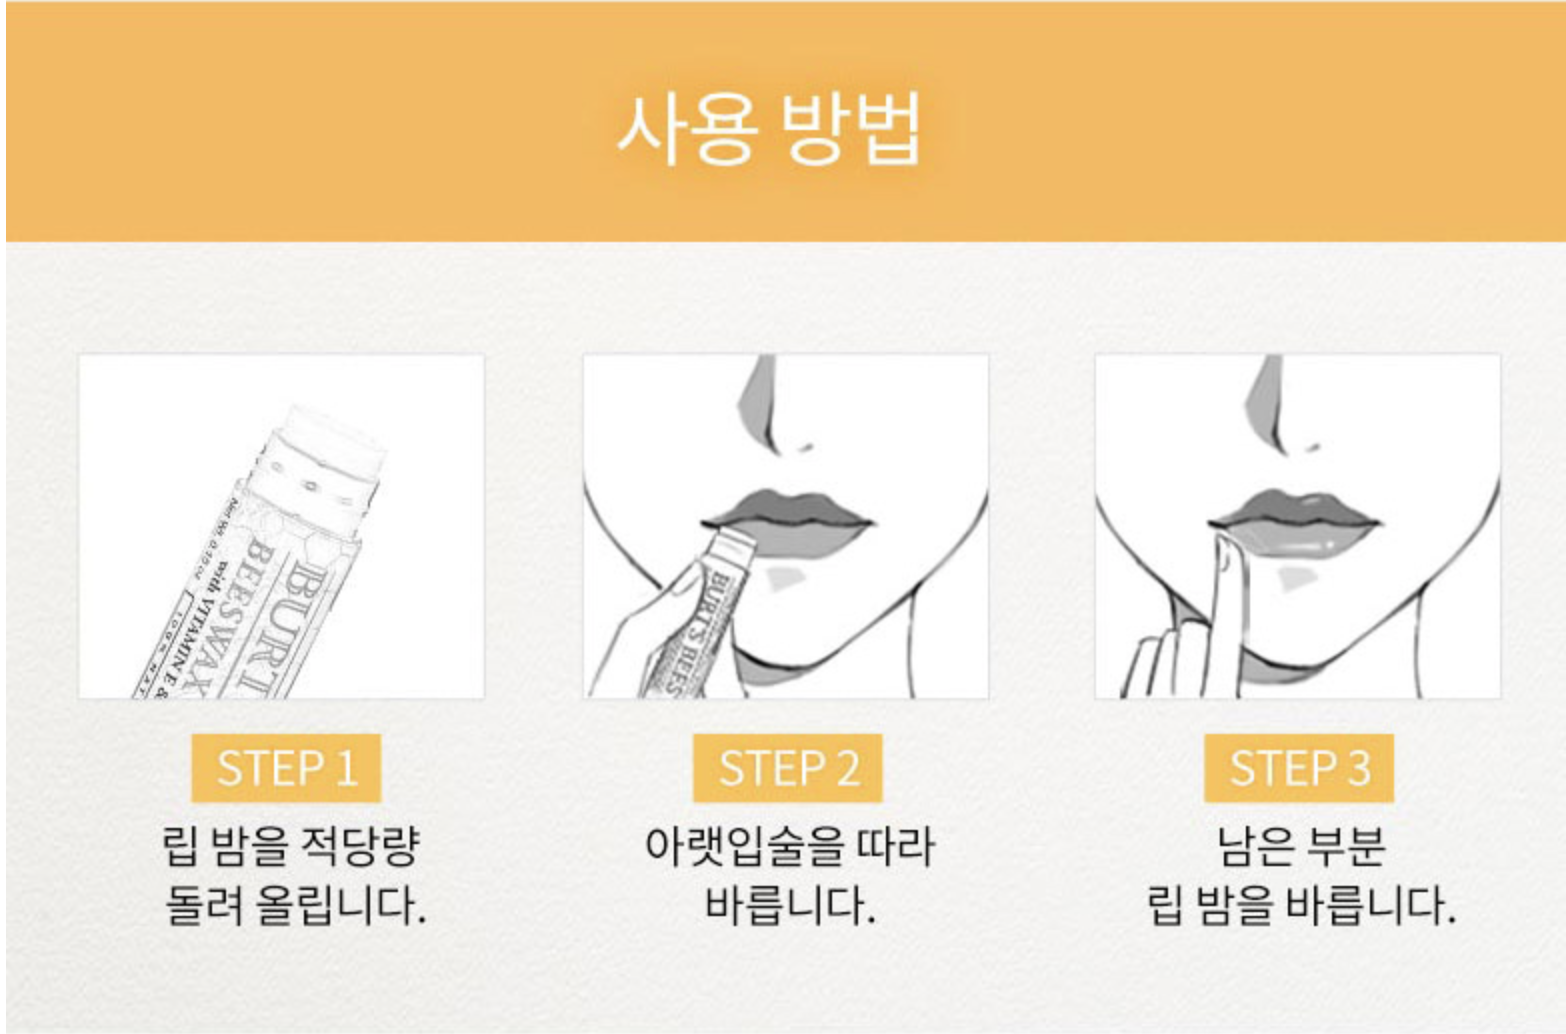 사용 방법
Net Wt. 0.15 oz
with VITAMIN E &
BEESWAX
BURT
BURT'S BEES
STEP 1
립 밤을 적당량
돌려 올립니다.
STEP 2
아랫입술을 따라
바릅니다.
STEP 3
남은 부분
립 밤을 바릅니다.